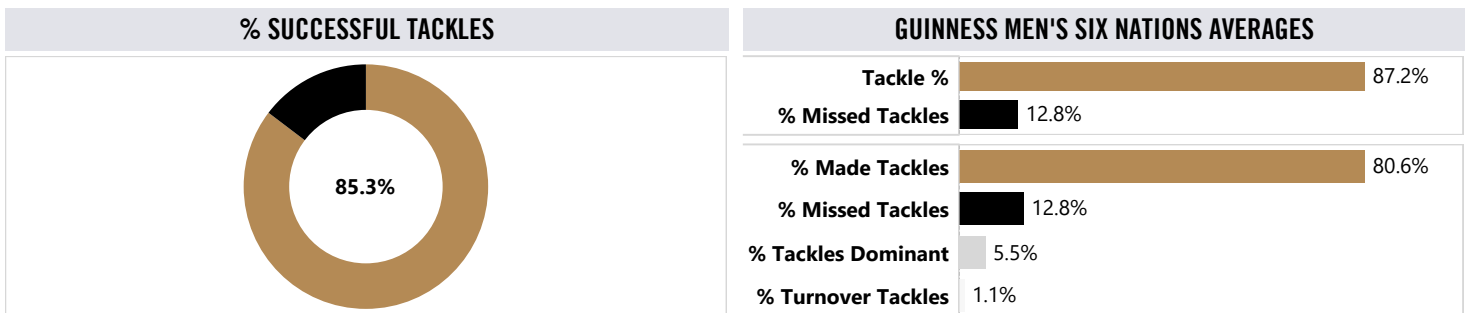 % SUCCESSFUL TACKLES
85.3%
GUINNESS MEN'S SIX NATIONS AVERAGES
Tackle % 87.2%
% Missed Tackles 12.8%
% Made Tackles 80.6%
% Missed Tackles 12.8%
% Tackles Dominant 5.5%
% Turnover Tackles 1.1%